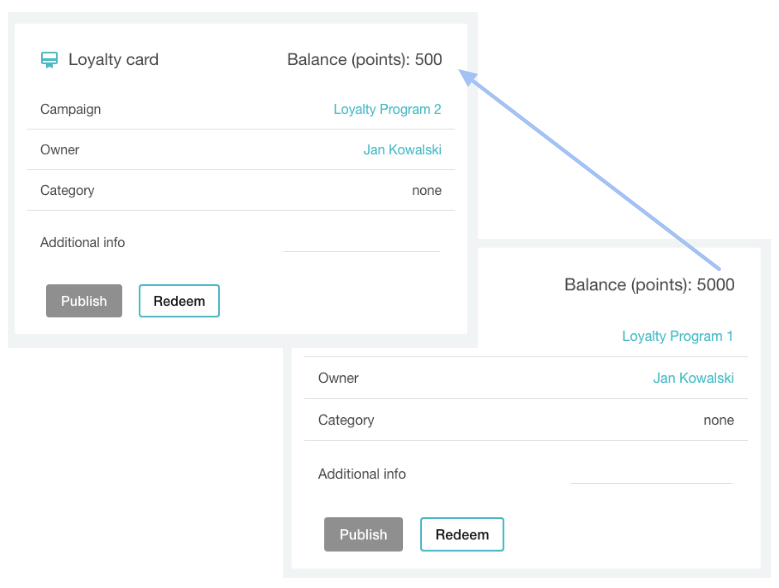 Loyalty card Balance (points): 500
Campaign Loyalty Program 2
Owner Jan Kowalski
Category none
Additional info
Publish Redeem
Balance (points): 5000
Loyalty Program 1
Owner Jan Kowalski
Category none
Additional info
Publish Redeem